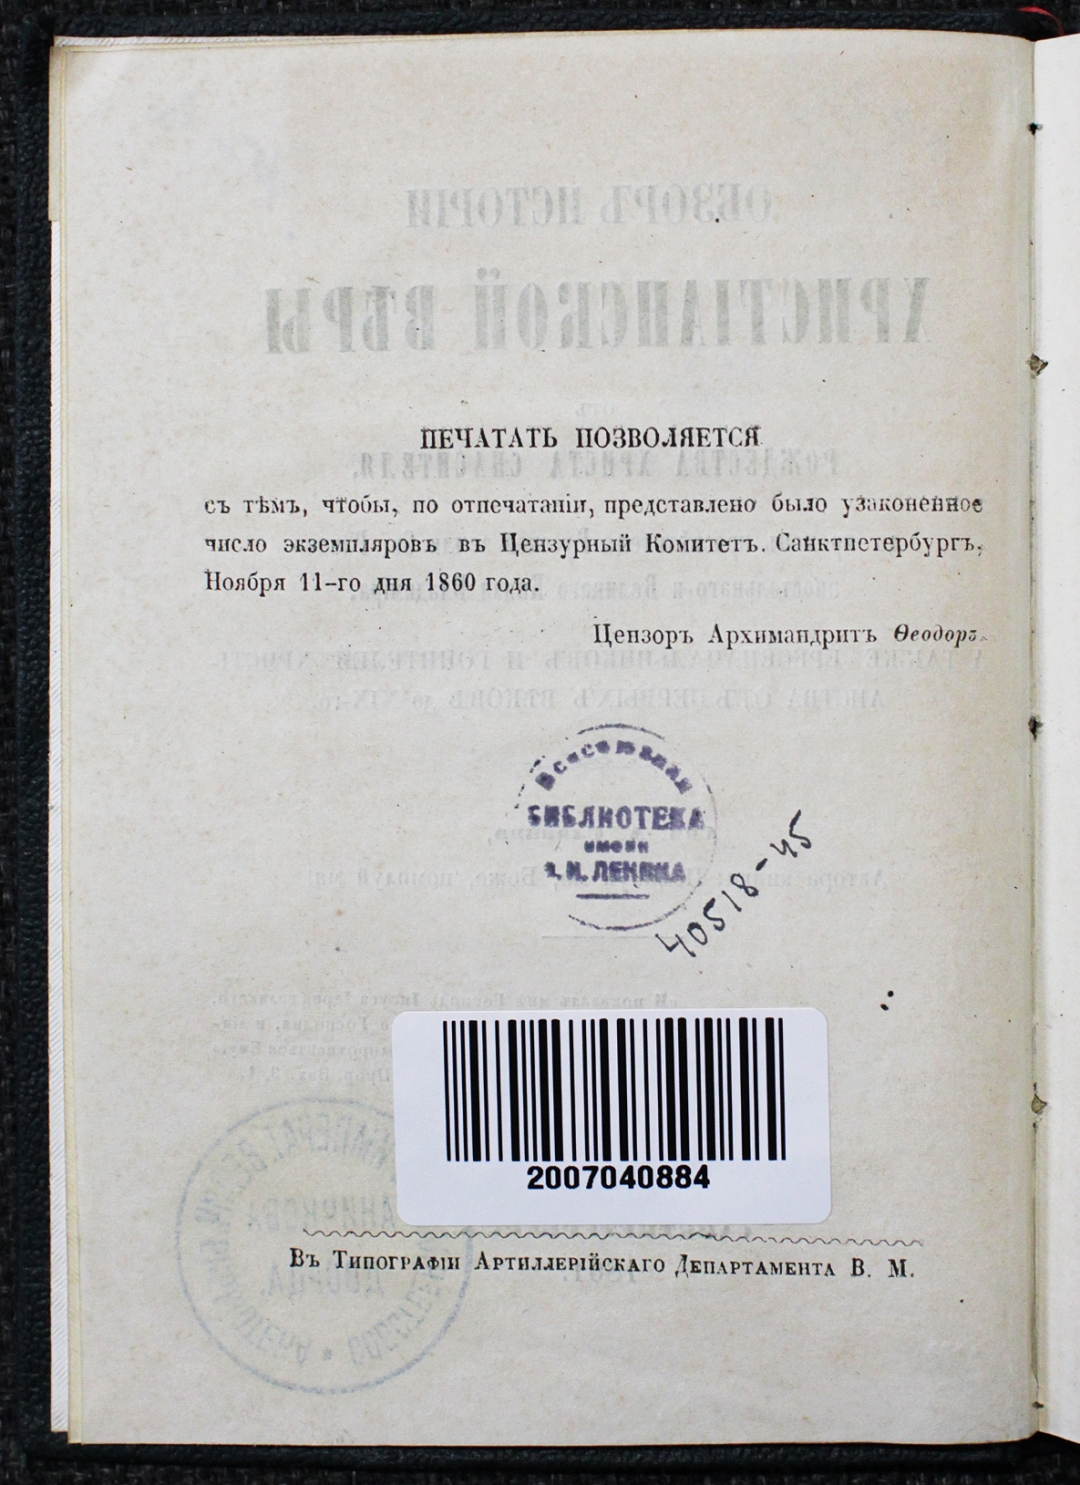 ПЕЧАТАТЬ ПОЗВОЛЯЕТСЯ
съ тѣмъ, чтобы, по отпечатаніи, представлено было узаконенное
число экземпляровъ въ Цензурный Комитетъ. Санктпетербургъ,
Ноября 11-го дня 1860 года.
Цензоръ Архимандритъ Ѳеодоръ.
Всесоюзная
БИБЛИОТЕКА
имени
В. И. ЛЕНИНА
40518-45
2007040884
Въ Типографіи Артиллерійскаго Департамента В. М.